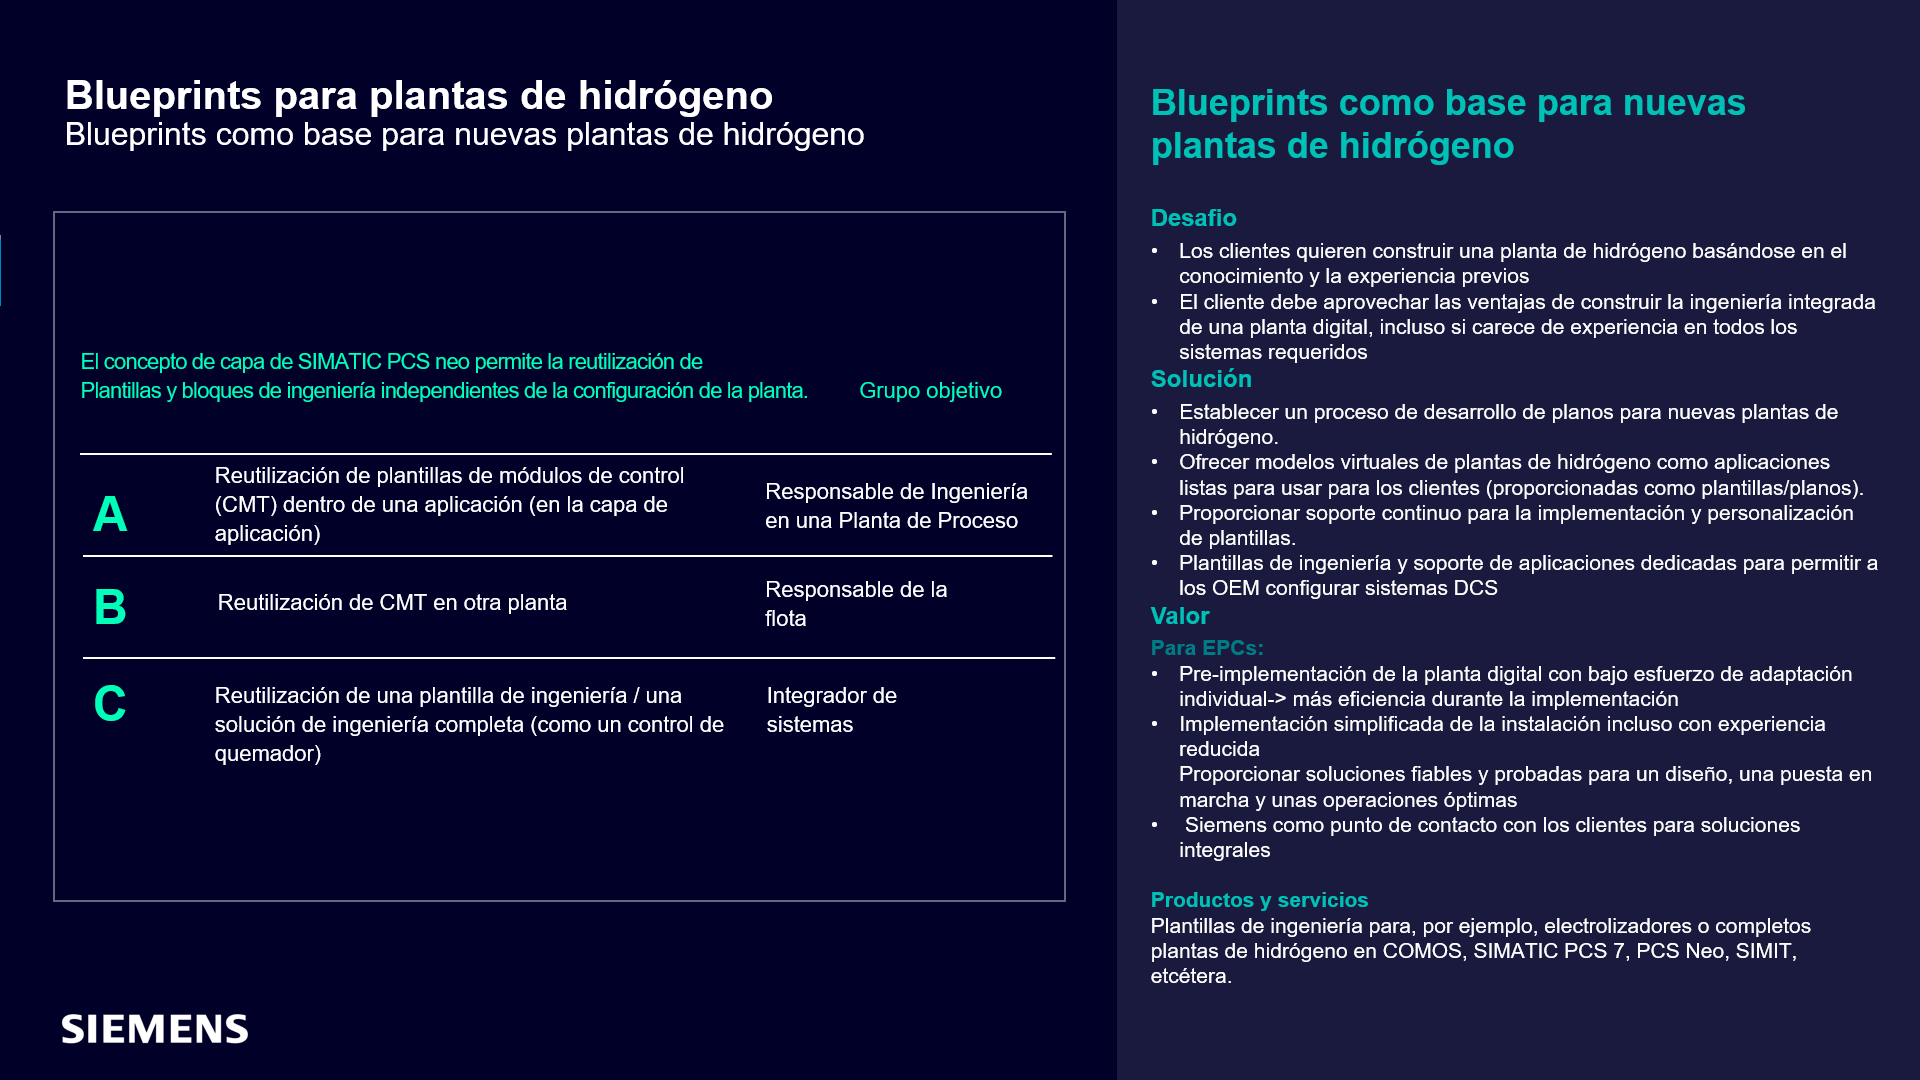 Blueprints para plantas de hidrógeno
Blueprints como base para nuevas plantas de hidrógeno
El concepto de capa de SIMATIC PCS neo permite la reutilización de
Plantillas y bloques de ingeniería independientes de la configuración de la planta.
Grupo objetivo
A
Reutilización de plantillas de módulos de control
(CMT) dentro de una aplicación (en la capa de
aplicación)
Responsable de Ingeniería
en una Planta de Proceso
B
Reutilización de CMT en otra planta
Responsable de la
flota
C
Reutilización de una plantilla de ingeniería / una
solución de ingeniería completa (como un control de
quemador)
Integrador de
sistemas
SIEMENS
Blueprints como base para nuevas
plantas de hidrógeno
Desafio
• Los clientes quieren construir una planta de hidrógeno basándose en el
conocimiento y la experiencia previos
• El cliente debe aprovechar las ventajas de construir la ingeniería integrada
de una planta digital, incluso si carece de experiencia en todos los
sistemas requeridos
Solución
• Establecer un proceso de desarrollo de planos para nuevas plantas de
hidrógeno.
• Ofrecer modelos virtuales de plantas de hidrógeno como aplicaciones
listas para usar para los clientes (proporcionadas como plantillas/planos).
• Proporcionar soporte continuo para la implementación y personalización
de plantillas.
• Plantillas de ingeniería y soporte de aplicaciones dedicadas para permitir a
los OEM configurar sistemas DCS
Valor
Para EPCs:
• Pre-implementación de la planta digital con bajo esfuerzo de adaptación
individual-> más eficiencia durante la implementación
• Implementación simplificada de la instalación incluso con experiencia
reducida
Proporcionar soluciones fiables y probadas para un diseño, una puesta en
marcha y unas operaciones óptimas
• Siemens como punto de contacto con los clientes para soluciones
integrales
Productos y servicios
Plantillas de ingeniería para, por ejemplo, electrolizadores o completos
plantas de hidrógeno en COMOS, SIMATIC PCS 7, PCS Neo, SIMIT,
etcétera.